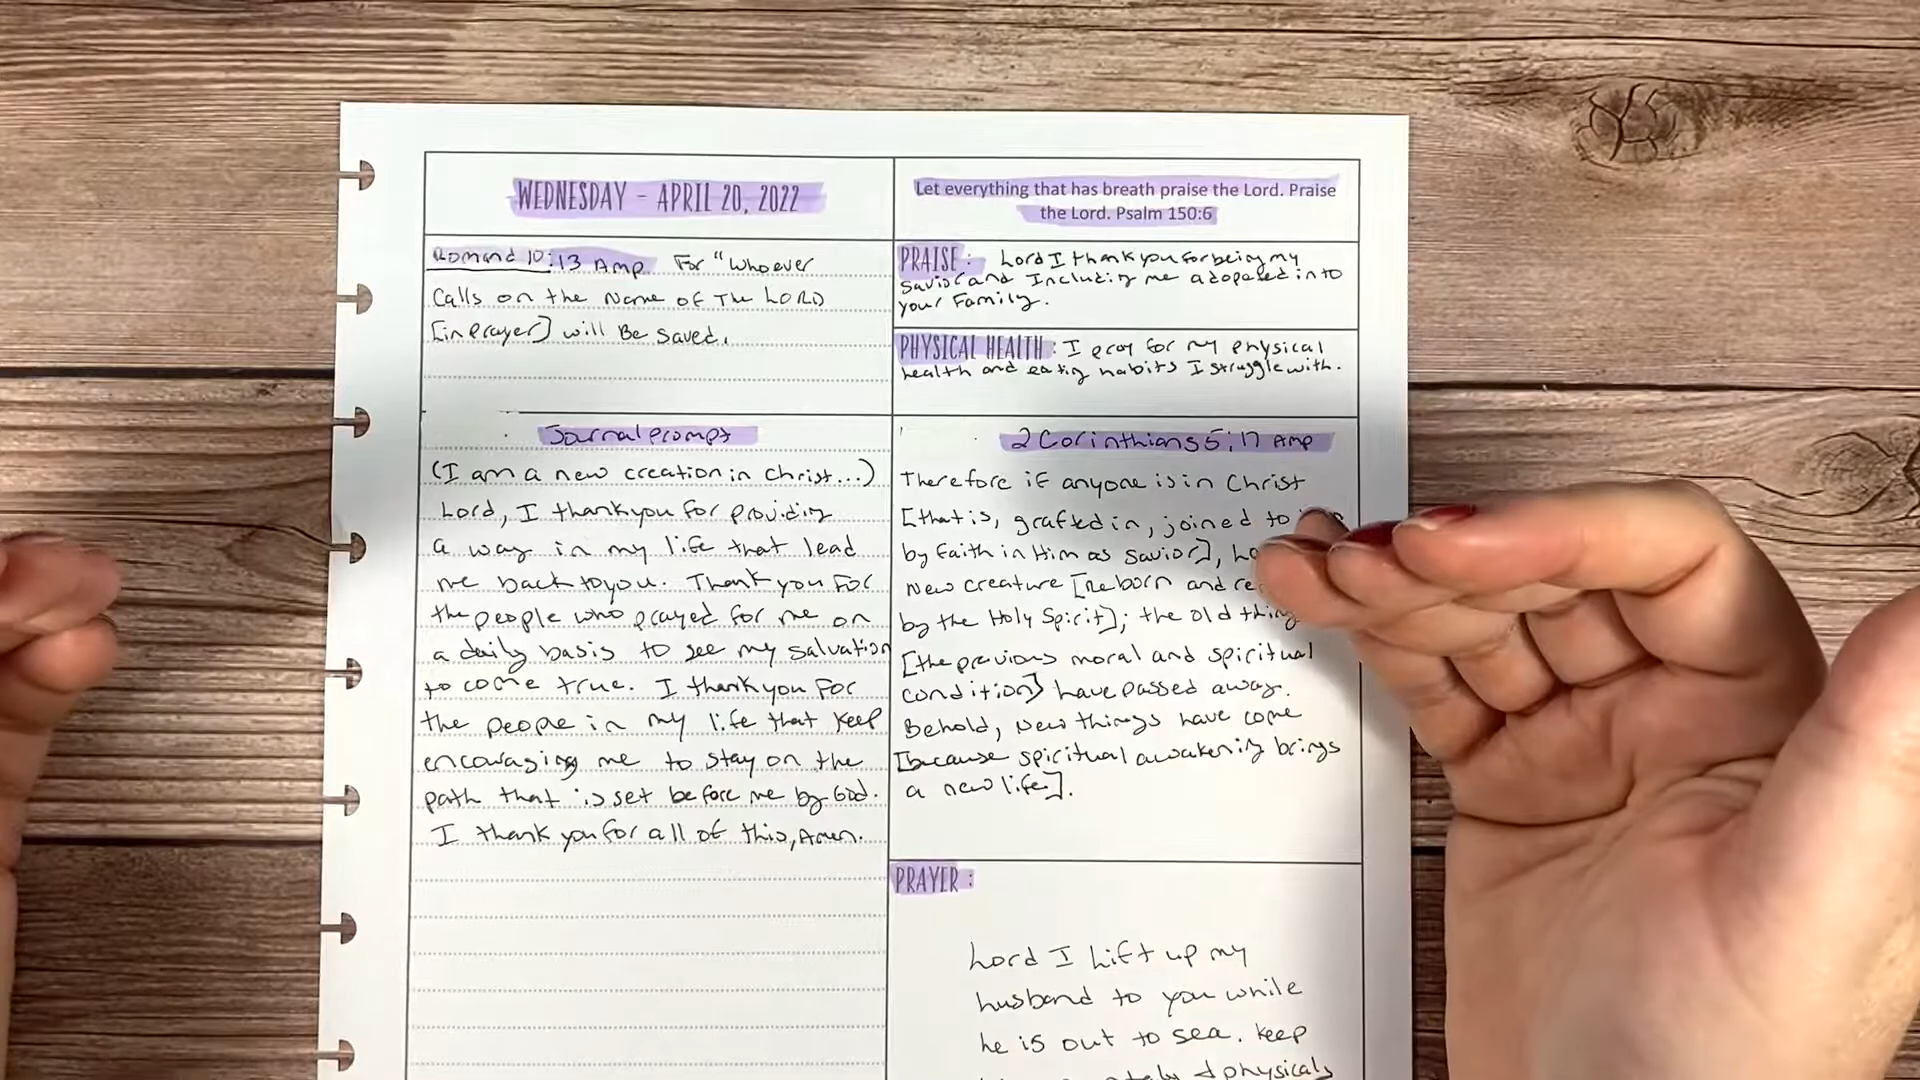 WEDNESDAY - APRIL 20, 2022
Romand 10:13 Amp For "Whoever
Calls on the Name of The LORD
[in Prayer] will Be Saved.
Journal prompt
(I am a new creation in Christ...)
Lord, I thank you for providing
a way in my life that lead
me back to you. Thank you For
the people who prayed for me on
a daily basis to see my salvation
to come true. I thank you For
the people in my life that keep
encouraging me to stay on the
path that is set before me by God.
I thank you for all of this, Amen.
Let everything that has breath praise the Lord. Praise
the Lord. Psalm 150:6
PRAISE: Lord I thank you for being my
Savior and Including me adopated into
your Family.
PHYSICAL HEALTH: I pray for my physical
health and eating habits I struggle with.
2 Corinthians 5:17 Amp
Therefore if anyone is in Christ
[that is, grafted in, joined to
by faith in Him as Savior],
New creature [Reborn and
by the Holy Spirit]; the old things
[the previous moral and spiritual
condition] have passed away.
Behold, New things have come
[because spiritual awakening brings
a new life].
PRAYER:
Lord I Lift up my
husband to you while
he is out to sea. Keep
physically